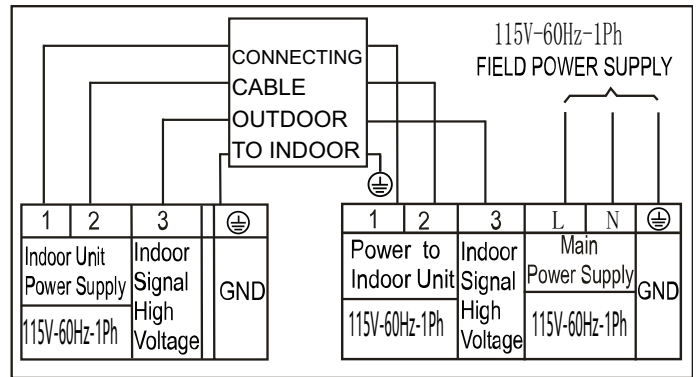 115V-60Hz-1Ph
FIELD POWER SUPPLY
CONNECTING
CABLE
OUTDOOR
TO INDOOR
1 2 3
Indoor Unit
Power Supply
115V-60Hz-1Ph
Indoor
Signal
High
Voltage
GND
1 2 3 L N
Power to
Indoor Unit
115V-60Hz-1Ph
Indoor
Signal
High
Voltage
Main
Power Supply
115V-60Hz-1Ph
GND